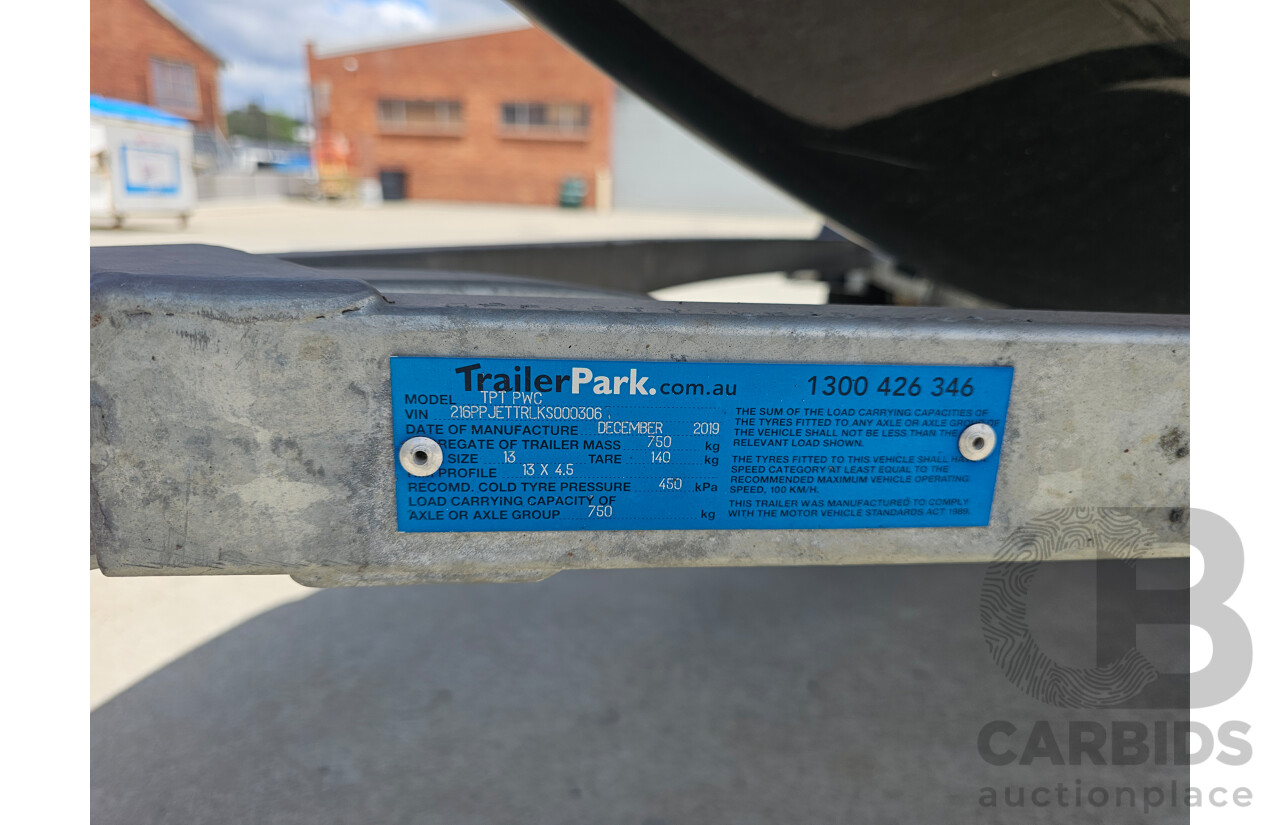 TrailerPark.com.au 1300 426 346
MODEL TPT PWC
VIN 216PPJETTRLKS000306
DATE OF MANUFACTURE DECEMBER 2019
REGATE OF TRAILER MASS 750 kg
SIZE 13 TARE 140 kg
PROFILE 13 X 4.5
RECOMD. COLD TYRE PRESSURE 450 kPa
LOAD CARRYING CAPACITY OF
AXLE OR AXLE GROUP 750 kg
THE SUM OF THE LOAD CARRYING CAPACITIES OF
THE TYRES FITTED TO ANY AXLE OR AXLE GROUP OF
THE VEHICLE SHALL NOT BE LESS THAN THE
RELEVANT LOAD SHOWN.
THE TYRES FITTED TO THIS VEHICLE SHALL
SPEED CATEGORY AT LEAST EQUAL TO THE
RECOMMENDED MAXIMUM VEHICLE OPERATING
SPEED, 100 KM/H.
THIS TRAILER WAS MANUFACTURED TO COMPLY
WITH THE MOTOR VEHICLE STANDARDS ACT 1989.
CB
CARBIDS
auctionplace